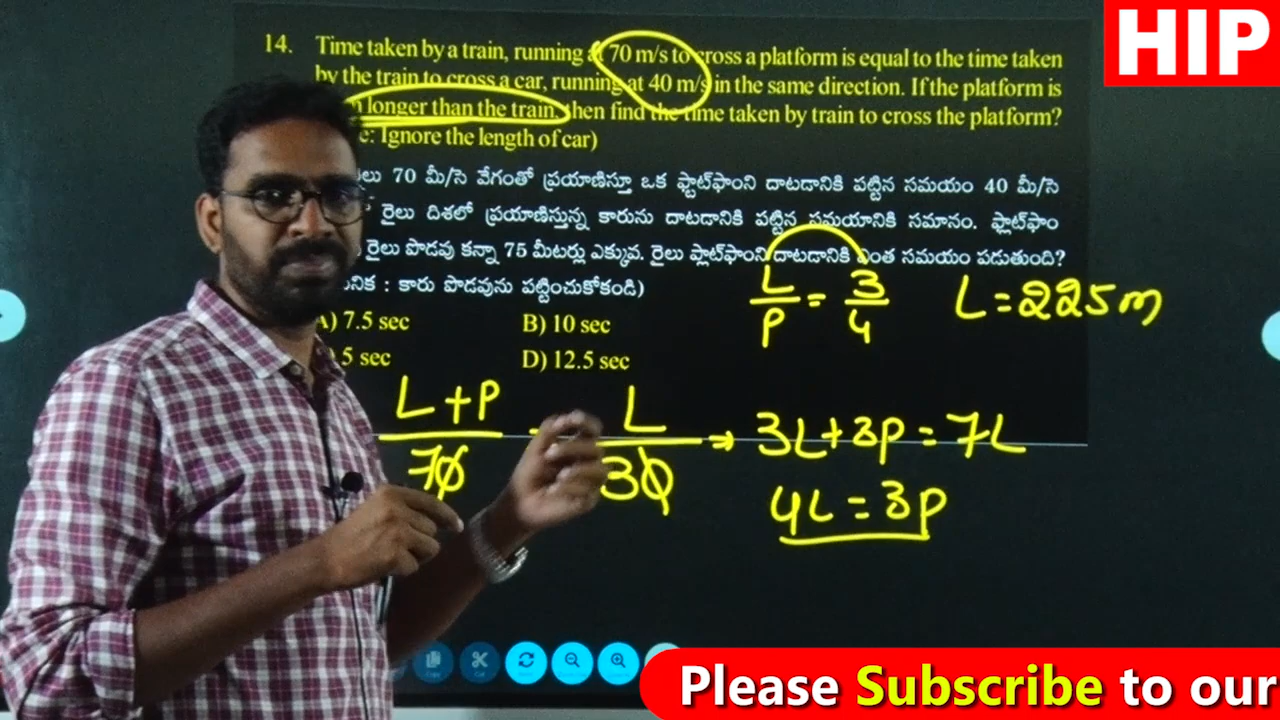 HIP
14. Time taken by a train, running at 70 m/s to cross a platform is equal to the time taken
by the train to cross a car, running at 40 m/s in the same direction. If the platform is
longer than the train, then find the time taken by train to cross the platform?
Ignore the length of car)
70 మీ/సె వేగంతో ప్రయాణిస్తూ ఒక ఫ్లాట్‌ఫాంని దాటడానికి పట్టిన సమయం 40 మీ/సె
రైలు దిశలో ప్రయాణిస్తున్న కారును దాటడానికి పట్టిన సమయానికి సమానం. ఫ్లాట్‌ఫాం
రైలు పొడవు కన్నా 75 మీటర్లు ఎక్కువ. రైలు ప్లాట్‌ఫాంని దాటడానికి ఎంత సమయం పడుతుంది?
: కారు పొడవును పట్టించుకోకండి)
L/P = 3/4 L = 225m
A) 7.5 sec B) 10 sec
5 sec D) 12.5 sec
L+P/70 = L/30 ⇒ 3L+3P=7L
4L=3P
Please Subscribe to our